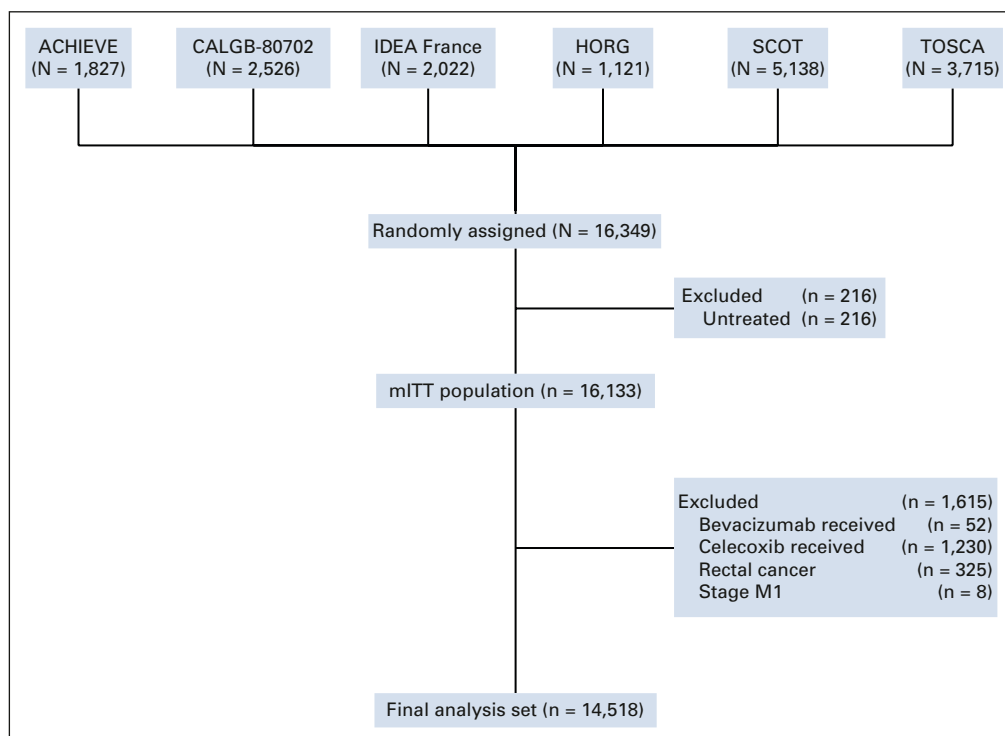 ACHIEVE
(N = 1,827)
CALGB-80702
(N = 2,526)
IDEA France
(N = 2,022)
HORG
(N = 1,121)
SCOT
(N = 5,138)
TOSCA
(N = 3,715)
Randomly assigned (N = 16,349)
Excluded (n = 216)
Untreated (n = 216)
mITT population (n = 16,133)
Excluded (n = 1,615)
Bevacizumab received (n = 52)
Celecoxib received (n = 1,230)
Rectal cancer (n = 325)
Stage M1 (n = 8)
Final analysis set (n = 14,518)